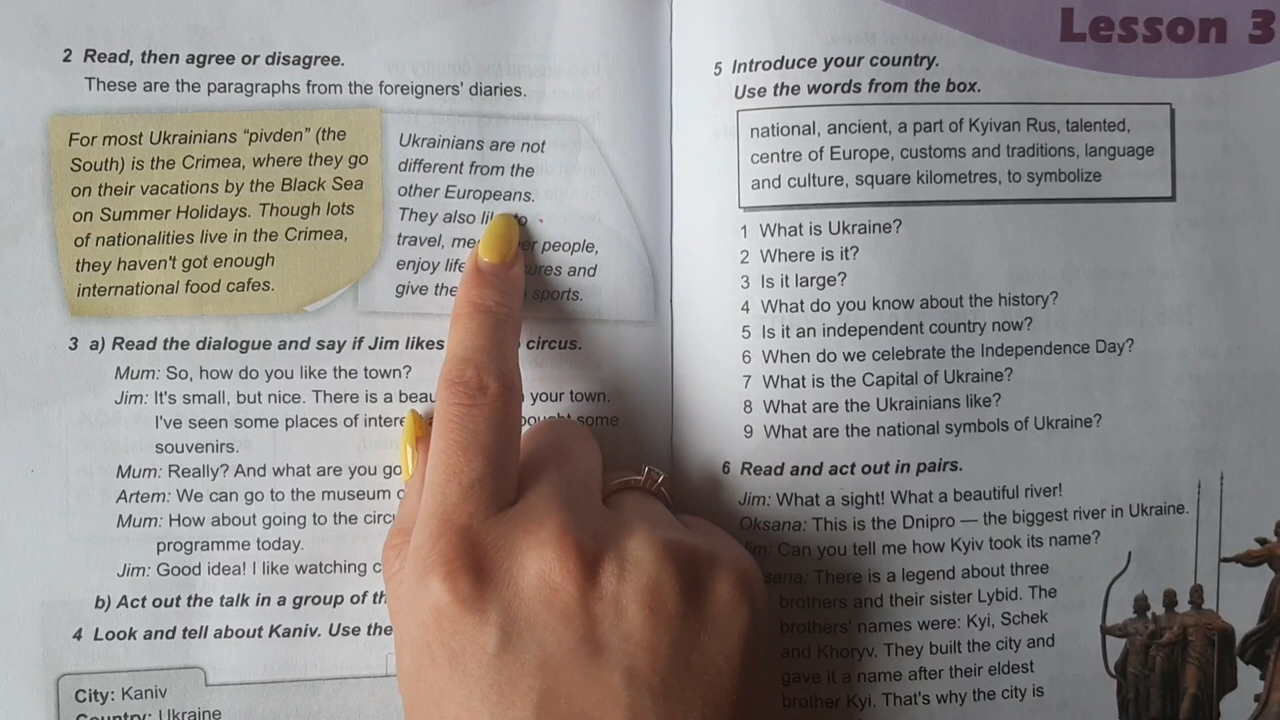 2 Read, then agree or disagree.
These are the paragraphs from the foreigners' diaries.
For most Ukrainians “pivden” (the
South) is the Crimea, where they go
on their vacations by the Black Sea
on Summer Holidays. Though lots
of nationalities live in the Crimea,
they haven't got enough
international food cafes.
Ukrainians are not
different from the
other Europeans.
They also to
travel, people,
enjoy and
give sports.
3 a) Read the dialogue and say if Jim likes circus.
Mum: So, how do you like the town?
Jim: It's small, but nice. There is a your town.
I've seen some places of some
souvenirs.
Mum: Really? And what are you
Artem: We can go to the museum
Mum: How about going to the
programme today.
Jim: Good idea! I like watching
b) Act out the talk in a group of
4 Look and tell about Kaniv. Use the
City: Kaniv
Country: Ukraine
Lesson 3
5 Introduce your country.
Use the words from the box.
national, ancient, a part of Kyivan Rus, talented,
centre of Europe, customs and traditions, language
and culture, square kilometres, to symbolize
1 What is Ukraine?
2 Where is it?
3 Is it large?
4 What do you know about the history?
5 Is it an independent country now?
6 When do we celebrate the Independence Day?
7 What is the Capital of Ukraine?
8 What are the Ukrainians like?
9 What are the national symbols of Ukraine?
6 Read and act out in pairs.
Jim: What a sight! What a beautiful river!
Oksana: This is the Dnipro — the biggest river in Ukraine.
Jim: Can you tell me how Kyiv took its name?
There is a legend about three
brothers and their sister Lybid. The
brothers' names were: Kyi, Schek
and Khoryv. They built the city and
gave it a name after their eldest
brother Kyi. That's why the city is